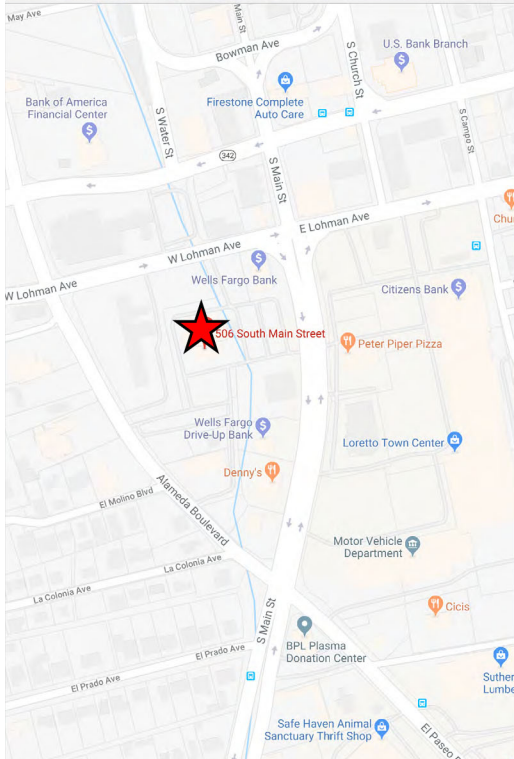 May Ave
Main St
Bowman Ave
S Church St
U.S. Bank Branch
Bank of America
Financial Center
S Water St
Firestone Complete
Auto Care
S Campo St
342
S Main St
E Lohman Ave
W Lohman Ave
Wells Fargo Bank
W Lohman Ave
Citizens Bank
506 South Main Street
Peter Piper Pizza
Wells Fargo
Drive-Up Bank
Loretto Town Center
Denny's
El Molino Blvd
Alameda Boulevard
Motor Vehicle
Department
La Colonia Ave
La Colonia Ave
Cicis
S Main St
BPL Plasma
Donation Center
El Prado Ave
El Prado Ave
Safe Haven Animal
Sanctuary Thrift Shop
El Paseo